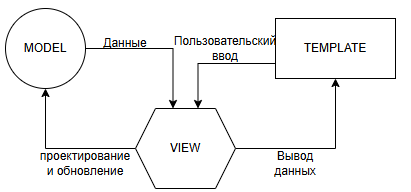 MODEL
Данные
Пользовательский
ввод
TEMPLATE
VIEW
проектирование
и обновление
Вывод
данных